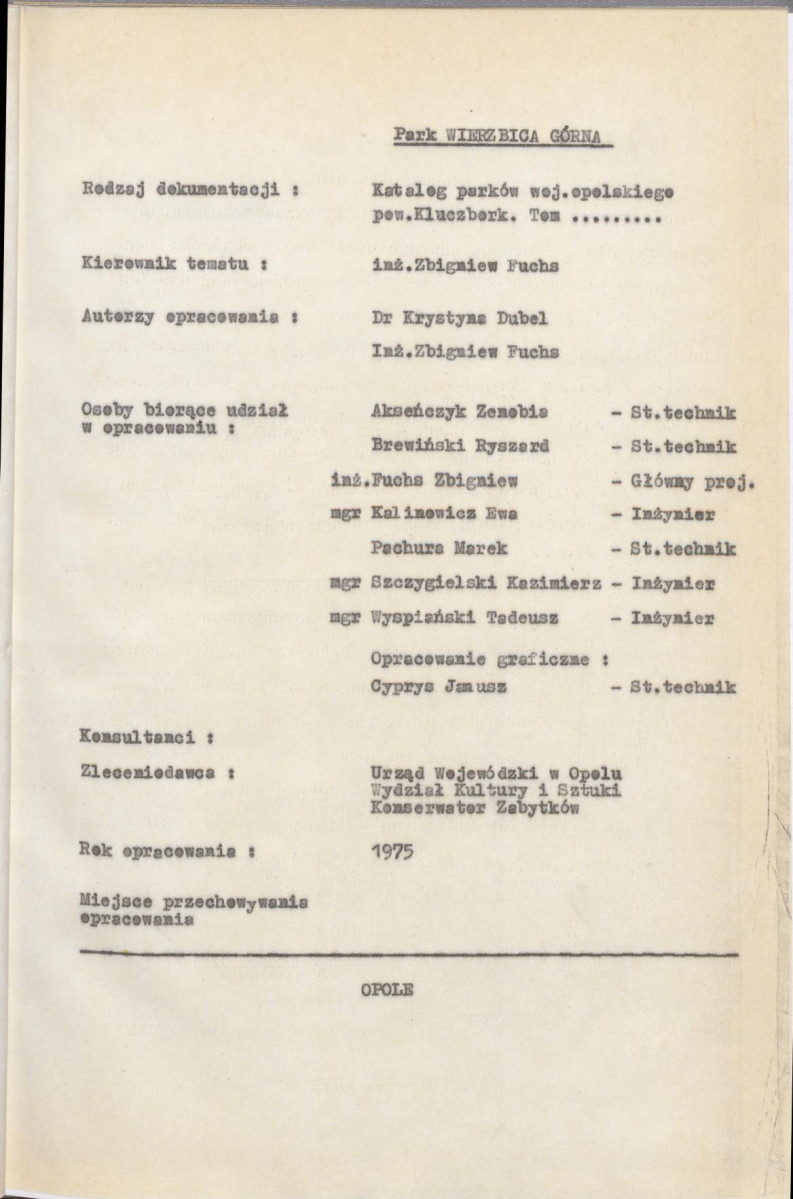 Park WIERZBICA GÓRNA
Rodzaj dokumentacji : Katalog parków woj.opolskiego
pow.Kluczbork. Tom .........
Kierownik tematu : inż.Zbigniew Fuchs
Autorzy opracowania : Dr Krystyna Dubel
Inż.Zbigniew Fuchs
Osoby biorące udział
w opracowaniu :
Akseńczyk Zenobia - St.technik
Brewiński Ryszard - St.technik
inż.Fuchs Zbigniew - Główny proj.
mgr Kalinowicz Ewa - Inżynier
Pachura Marek - St.technik
mgr Szczygielski Kazimierz - Inżynier
mgr Wyspiański Tadeusz - Inżynier
Opracowanie graficzne :
Cyprys Janusz - St.technik
Konsultanci :
Zleceniodawca : Urząd Wojewódzki w Opolu
Wydział Kultury i Sztuki
Konserwator Zabytków
Rok opracowania : 1975
Miejsce przechowywania
opracowania
OPOLE